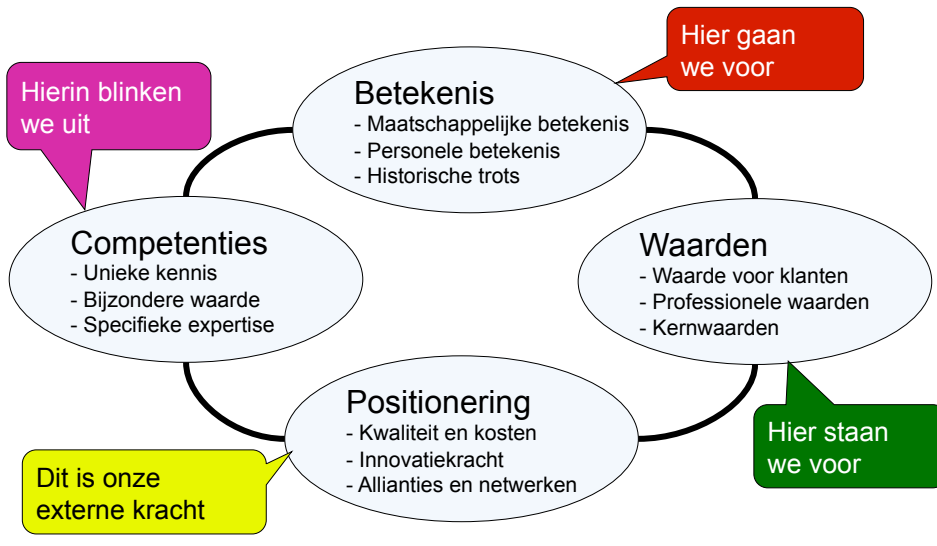 Hier gaan
we voor
Hierin blinken
we uit
Betekenis
- Maatschappelijke betekenis
- Personele betekenis
- Historische trots
Competenties
- Unieke kennis
- Bijzondere waarde
- Specifieke expertise
Waarden
- Waarde voor klanten
- Professionele waarden
- Kernwaarden
Positionering
- Kwaliteit en kosten
- Innovatiekracht
- Allianties en netwerken
Hier staan
we voor
Dit is onze
externe kracht